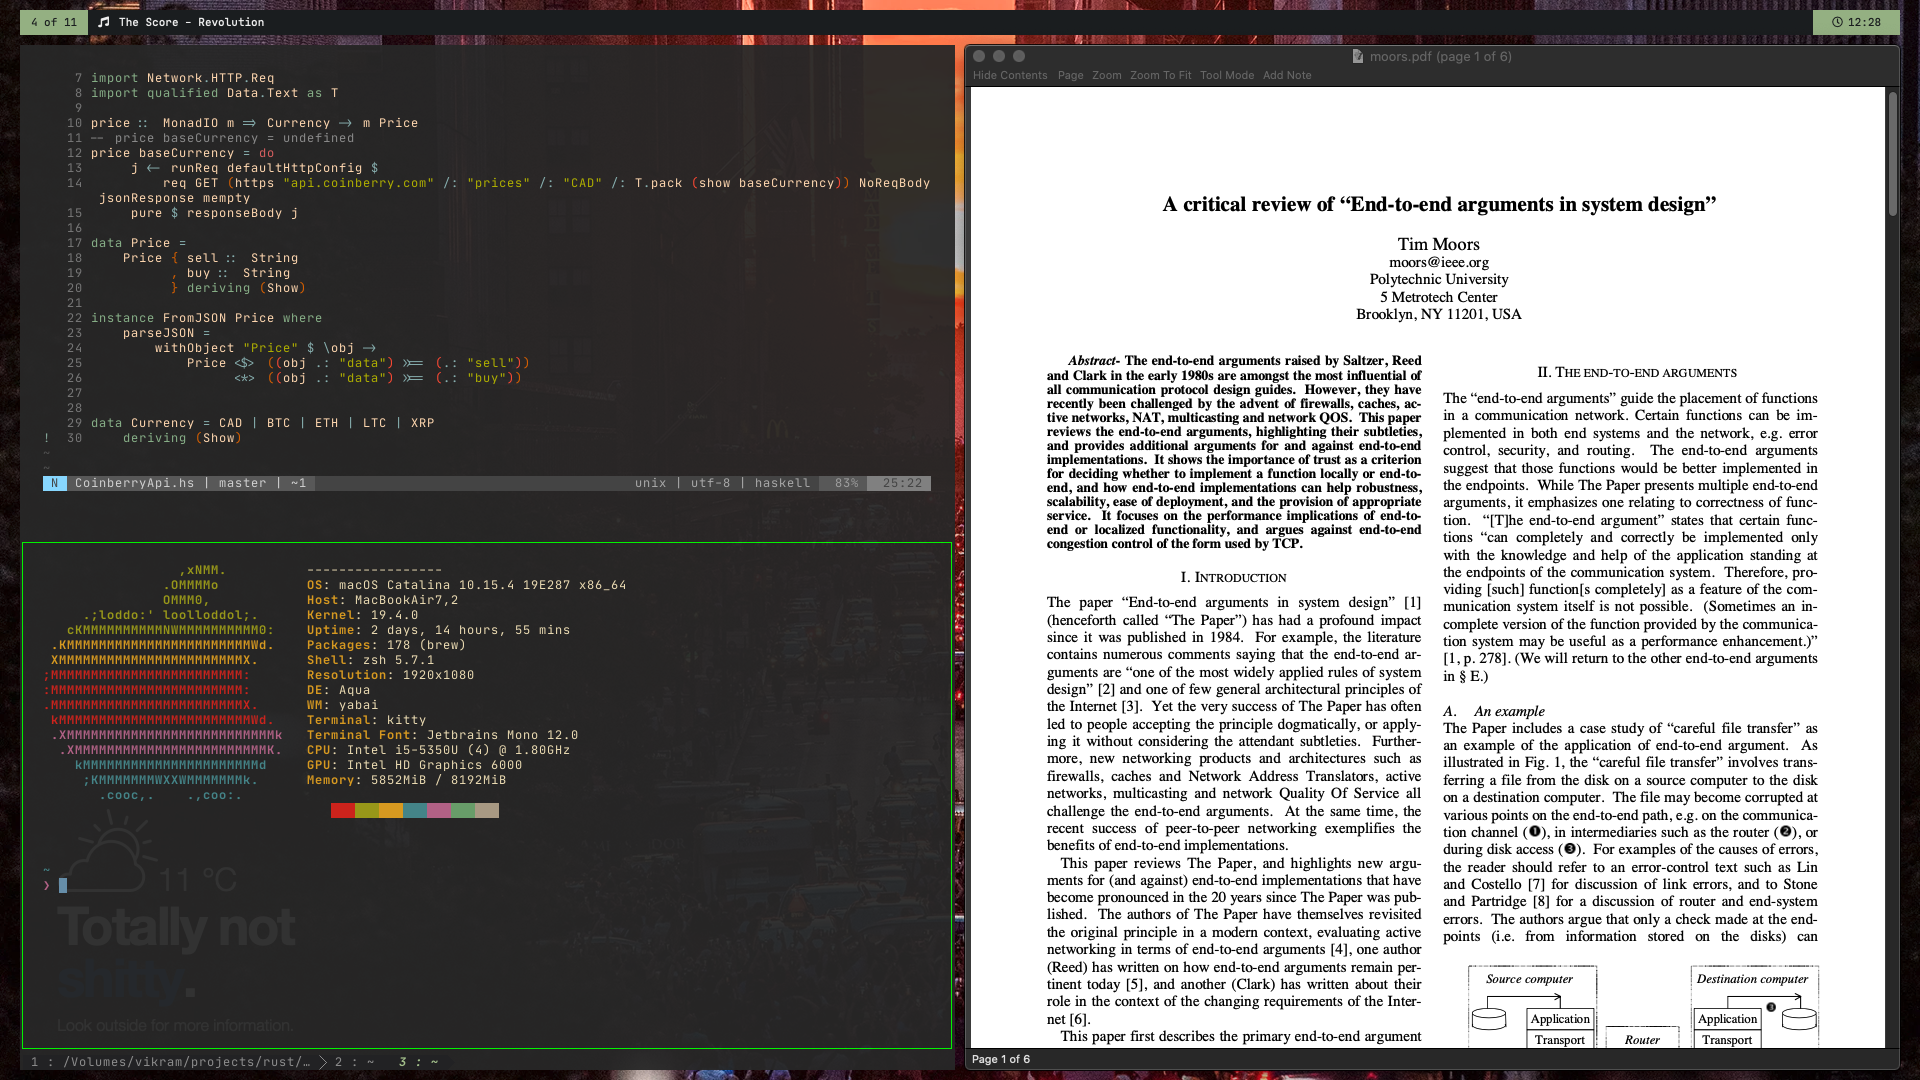 4 of 11
The Score - Revolution
12:28
7 import Network.HTTP.Req
8 import qualified Data.Text as T
9
10 price :: MonadIO m => Currency -> m Price
11 -- price baseCurrency = undefined
12 price baseCurrency = do
13 j <- runReq defaultHttpConfig $
14 req GET (https "api.coinberry.com" /: "prices" /: "CAD" /: T.pack (show baseCurrency)) NoReqBody
jsonResponse mempty
15 pure $ responseBody j
16
17 data Price =
18 Price { sell :: String
19 , buy :: String
20 } deriving (Show)
21
22 instance FromJSON Price where
23 parseJSON =
24 withObject "Price" $ \obj ->
25 Price <$> ((obj .: "data") >>= (.: "sell"))
26 <*> ((obj .: "data") >>= (.: "buy"))
27
28
29 data Currency = CAD | BTC | ETH | LTC | XRP
! 30 deriving (Show)
~
~
N CoinberryApi.hs | master | ~1 unix | utf-8 | haskell 83% 25:22
,xNMM. -----------------
.OMMMMo OS: macOS Catalina 10.15.4 19E287 x86_64
OMMM0, Host: MacBookAir7,2
.;loddo:' loolloddol;. Kernel: 19.4.0
cKMMMMMMMMMMNWMMMMMMMMMM0: Uptime: 2 days, 14 hours, 55 mins
.KMMMMMMMMMMMMMMMMMMMMMMMWd. Packages: 178 (brew)
XMMMMMMMMMMMMMMMMMMMMMMMX. Shell: zsh 5.7.1
;MMMMMMMMMMMMMMMMMMMMMMMM: Resolution: 1920x1080
:MMMMMMMMMMMMMMMMMMMMMMMM: DE: Aqua
.MMMMMMMMMMMMMMMMMMMMMMMMX. WM: yabai
kMMMMMMMMMMMMMMMMMMMMMMMMWd. Terminal: kitty
.XMMMMMMMMMMMMMMMMMMMMMMMMMMk Terminal Font: Jetbrains Mono 12.0
.XMMMMMMMMMMMMMMMMMMMMMMMMK. CPU: Intel i5-5350U (4) @ 1.80GHz
kMMMMMMMMMMMMMMMMMMMMMMd GPU: Intel HD Graphics 6000
;KMMMMMMMWXXWMMMMMMMk. Memory: 5852MiB / 8192MiB
.cooc,. .,coo:.
~
❯
11 °C
Totally not
shitty.
Look outside for more information.
1 : /Volumes/vikram/projects/rust/… 2 : ~ 3 : ~
moors.pdf (page 1 of 6)
Hide Contents Page Zoom Zoom To Fit Tool Mode Add Note
A critical review of “End-to-end arguments in system design”
Tim Moors
moors@ieee.org
Polytechnic University
5 Metrotech Center
Brooklyn, NY 11201, USA
Abstract- The end-to-end arguments raised by Saltzer, Reed
and Clark in the early 1980s are amongst the most influential of
all communication protocol design guides. However, they have
recently been challenged by the advent of firewalls, caches, ac-
tive networks, NAT, multicasting and network QOS. This paper
reviews the end-to-end arguments, highlighting their subtleties,
and provides additional arguments for and against end-to-end
implementations. It shows the importance of trust as a criterion
for deciding whether to implement a function locally or end-to-
end, and how end-to-end implementations can help robustness,
scalability, ease of deployment, and the provision of appropriate
service. It focuses on the performance implications of end-to-
end or localized functionality, and argues against end-to-end
congestion control of the form used by TCP.
I. INTRODUCTION
The paper “End-to-end arguments in system design” [1]
(henceforth called “The Paper”) has had a profound impact
since it was published in 1984. For example, the literature
contains numerous comments saying that the end-to-end ar-
guments are “one of the most widely applied rules of system
design” [2] and one of few general architectural principles of
the Internet [3]. Yet the very success of The Paper has often
led to people accepting the principle dogmatically, or apply-
ing it without considering the attendant subtleties. Further-
more, new networking products and architectures such as
firewalls, caches and Network Address Translators, active
networks, multicasting and network Quality Of Service all
challenge the end-to-end arguments. At the same time, the
recent success of peer-to-peer networking exemplifies the
benefits of end-to-end implementations.
This paper reviews The Paper, and highlights new argu-
ments for (and against) end-to-end implementations that have
become pronounced in the 20 years since The Paper was pub-
lished. The authors of The Paper have themselves revisited
the original principle in a modern context, evaluating active
networking in terms of end-to-end arguments [4], one author
(Reed) has written on how end-to-end arguments remain per-
tinent today [5], and another (Clark) has written about their
role in the context of the changing requirements of the Inter-
net [6].
This paper first describes the primary end-to-end argument
II. THE END-TO-END ARGUMENTS
The “end-to-end arguments” guide the placement of functions
in a communication network. Certain functions can be im-
plemented in both end systems and the network, e.g. error
control, security, and routing. The end-to-end arguments
suggest that those functions would be better implemented in
the endpoints. While The Paper presents multiple end-to-end
arguments, it emphasizes one relating to correctness of func-
tion. “[T]he end-to-end argument” states that certain func-
tions “can completely and correctly be implemented only
with the knowledge and help of the application standing at
the endpoints of the communication system. Therefore, pro-
viding [such] function[s completely] as a feature of the com-
munication system itself is not possible. (Sometimes an in-
complete version of the function provided by the communica-
tion system may be useful as a performance enhancement.)”
[1, p. 278]. (We will return to the other end-to-end arguments
in § E.)
A. An example
The Paper includes a case study of “careful file transfer” as
an example of the application of end-to-end argument. As
illustrated in Fig. 1, the “careful file transfer” involves trans-
ferring a file from the disk on a source computer to the disk
on a destination computer. The file may become corrupted at
various points on the end-to-end path, e.g. on the communica-
tion channel (❶), in intermediaries such as the router (❷), or
during disk access (❸). For examples of the causes of errors,
the reader should refer to an error-control text such as Lin
and Costello [7] for discussion of link errors, and to Stone
and Partridge [8] for a discussion of router and end-system
errors. The authors argue that only a check made at the end-
points (i.e. from information stored on the disks) can
Source computer Destination computer
❸
Application Application
Transport Router Transport
Page 1 of 6